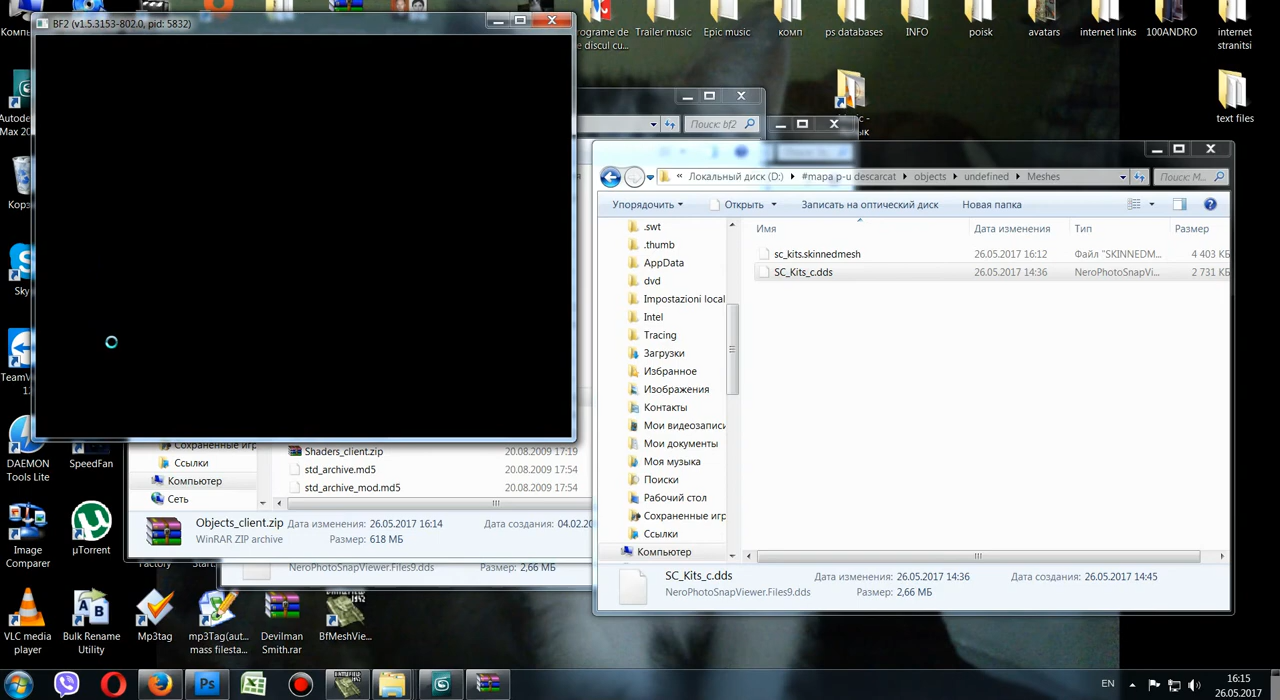 BF2 (v1.5.3153-802.0, pid: 5832)
Trailer music
Epic music
комп
ps databases
INFO
poisk
avatars
internet links
100ANDRO
internet
stranitsi
programe de
re discul cu...
text files
Autode
Max 20
Корз
Sky
TeamV
DAEMON
Tools Lite
SpeedFan
Image
Comparer
µTorrent
VLC media
player
Bulk Rename
Utility
Mp3tag
mp3Tag(aut...
mass filesta...
Devilman
Smith.rar
BfMeshVie...
Поиск: bf2
« Локальный диск (D:) ▸ #mapa p-u descarcat ▸ objects ▸ undefined ▸ Meshes
Поиск: M...
Упорядочить
Открыть
Записать на оптический диск
Новая папка
Имя
Дата изменения
Тип
Размер
sc_kits.skinnedmesh
26.05.2017 16:12
Файл "SKINNEDM...
4 403 КБ
SC_Kits_c.dds
26.05.2017 14:36
NeroPhotoSnapVi...
2 731 КБ
.swt
.thumb
AppData
dvd
Impostazioni local
Intel
Tracing
Загрузки
Избранное
Изображения
Контакты
Мои видеозаписи
Мои документы
Моя музыка
Поиски
Рабочий стол
Сохраненные игр
Ссылки
Компьютер
SC_Kits_c.dds
Дата изменения: 26.05.2017 14:36
Дата создания: 26.05.2017 14:45
NeroPhotoSnapViewer.Files9.dds
Размер: 2,66 МБ
Сохраненные игр
Ссылки
Компьютер
Сеть
Shaders_client.zip
20.08.2009 17:19
std_archive.md5
20.08.2009 17:54
std_archive_mod.md5
20.08.2009 17:54
Objects_client.zip
Дата изменения: 26.05.2017 16:14
Дата создания: 04.02.20
WinRAR ZIP archive
Размер: 618 МБ
NeroPhotoSnapViewer.Files9.dds
Размер: 2,66 МБ
EN
16:15
26.05.2017